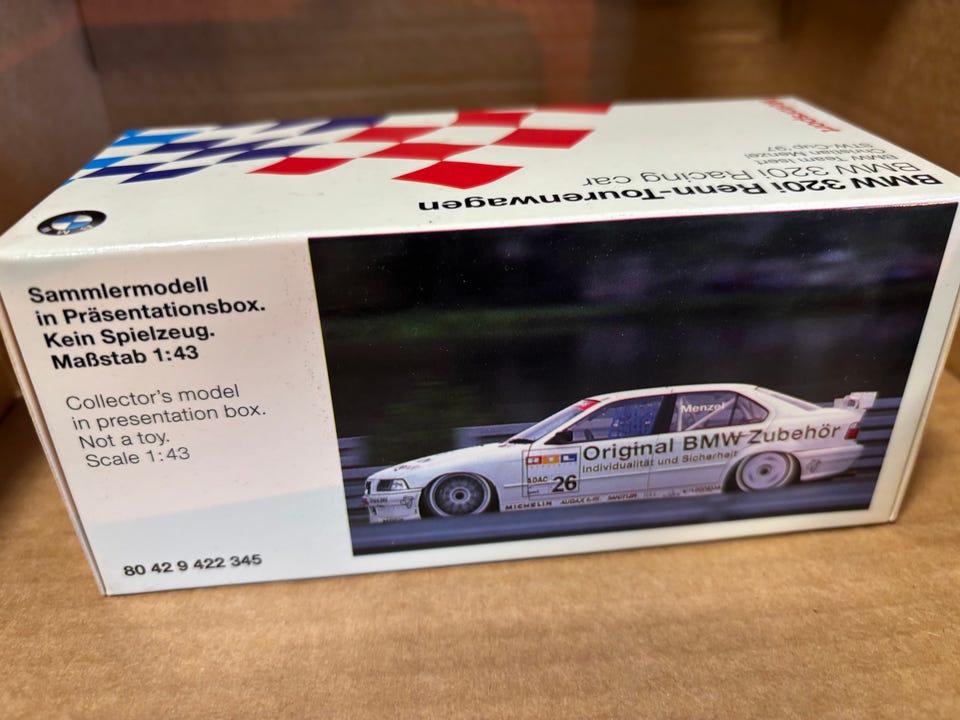 BMW 320i Renn-Tourenwagen
BMW 320i Racing car
Christian Menzel
BMW Team Isert
STW-Cup '97
BMW
Sammlermodell
in Präsentationsbox.
Kein Spielzeug.
Maßstab 1:43
Collector's model
in presentation box.
Not a toy.
Scale 1:43
80 42 9 422 345
Menzel
Original BMW Zubehör
Individualität und Sicherheit
ADAC
26
MICHELIN